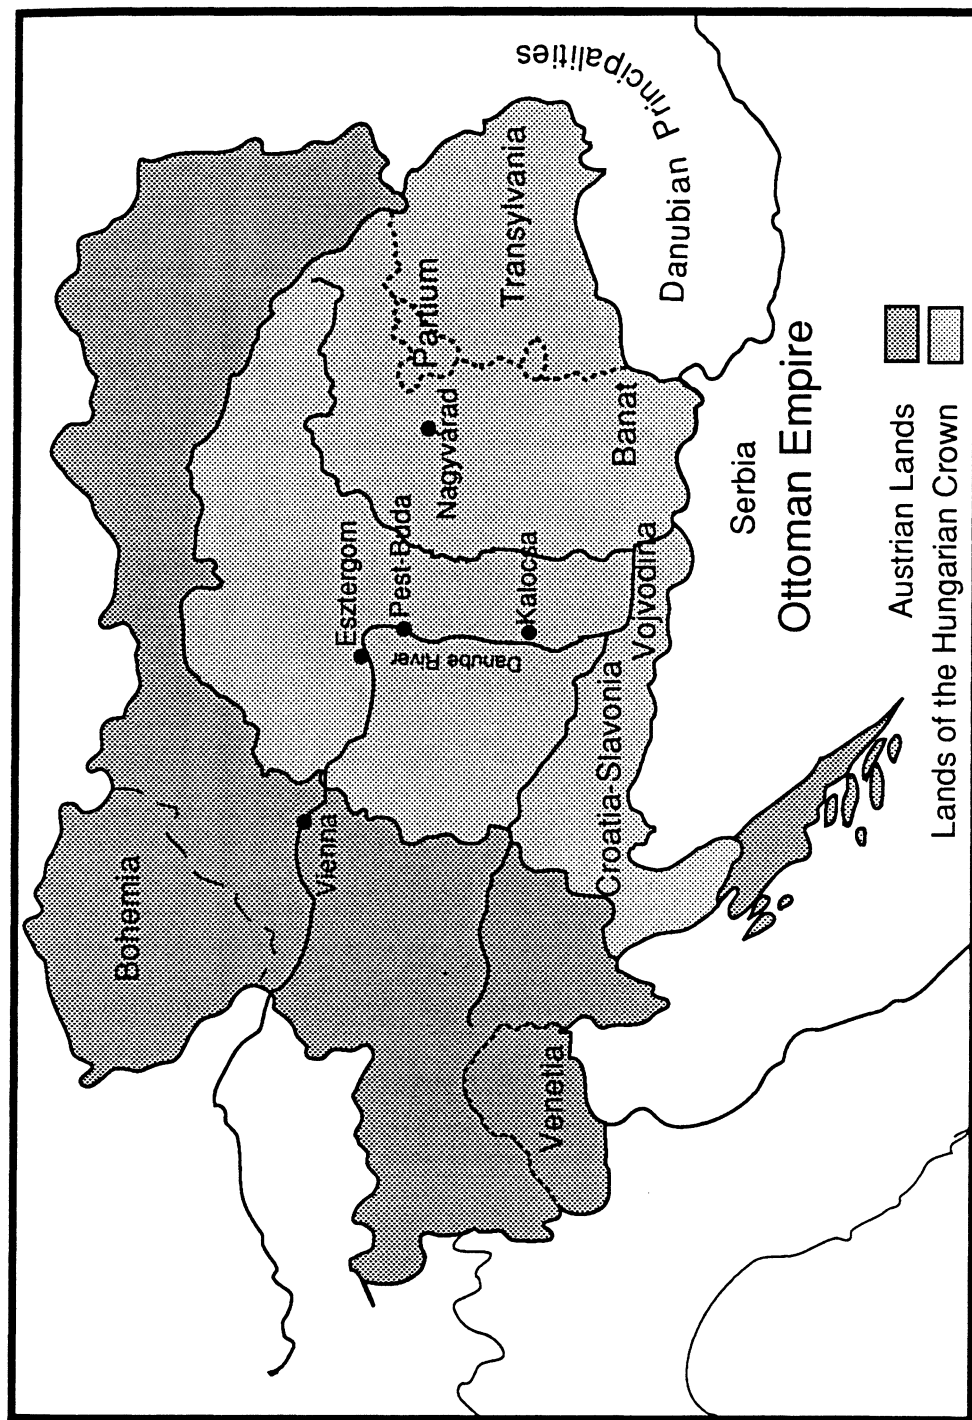 Bohemia
Vienna
Esztergom
Pest-Buda
Danube River
Kalocsa
Nagyvárad
Partium
Transylvania
Banat
Vojvodina
Croatia-Slavonia
Venetia
Danubian Principalities
Serbia
Ottoman Empire
Austrian Lands
Lands of the Hungarian Crown